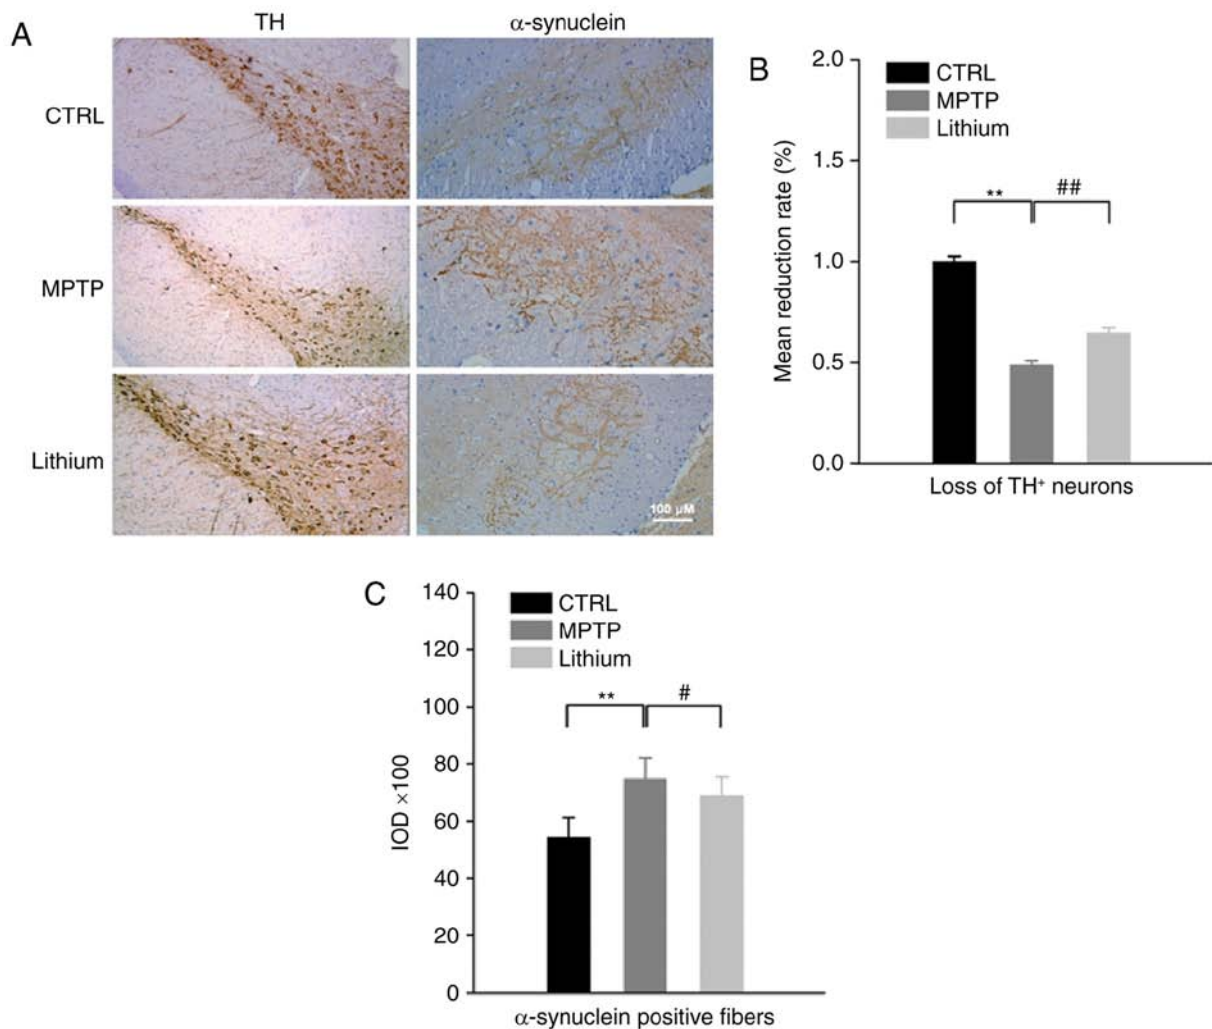 A
TH
α-synuclein
CTRL
MPTP
Lithium
100 µM
B
2.0
1.5
1.0
0.5
0.0
Mean reduction rate (%)
CTRL
MPTP
Lithium
**
##
Loss of TH⁺ neurons
C
140
120
100
80
60
40
20
0
IOD ×100
CTRL
MPTP
Lithium
**
#
α-synuclein positive fibers